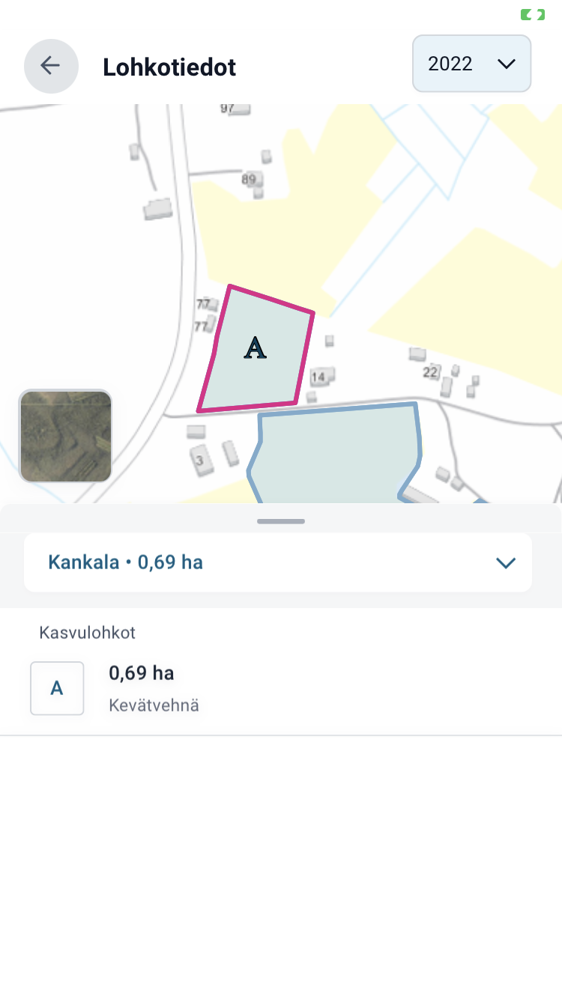 Lohkotiedot
2022
97
89
77
77
A
14
22
3
Kankala • 0,69 ha
Kasvulohkot
A
0,69 ha
Kevätvehnä